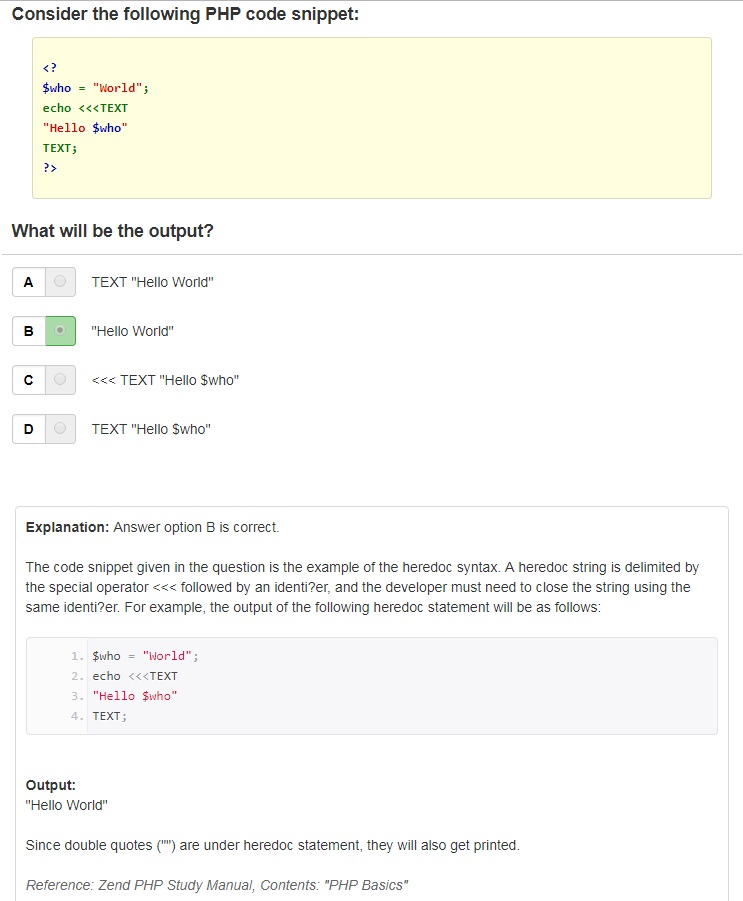 Consider the following PHP code snippet:
<?
$who = "World";
echo <<<TEXT
"Hello $who"
TEXT;
?>
What will be the output?
A TEXT "Hello World"
B "Hello World"
C <<< TEXT "Hello $who"
D TEXT "Hello $who"
Explanation: Answer option B is correct.
The code snippet given in the question is the example of the heredoc syntax. A heredoc string is delimited by
the special operator <<< followed by an identi?er, and the developer must need to close the string using the
same identi?er. For example, the output of the following heredoc statement will be as follows:
1. $who = "World";
2. echo <<<TEXT
3. "Hello $who"
4. TEXT;
Output:
"Hello World"
Since double quotes ("") are under heredoc statement, they will also get printed.
Reference: Zend PHP Study Manual, Contents: "PHP Basics"